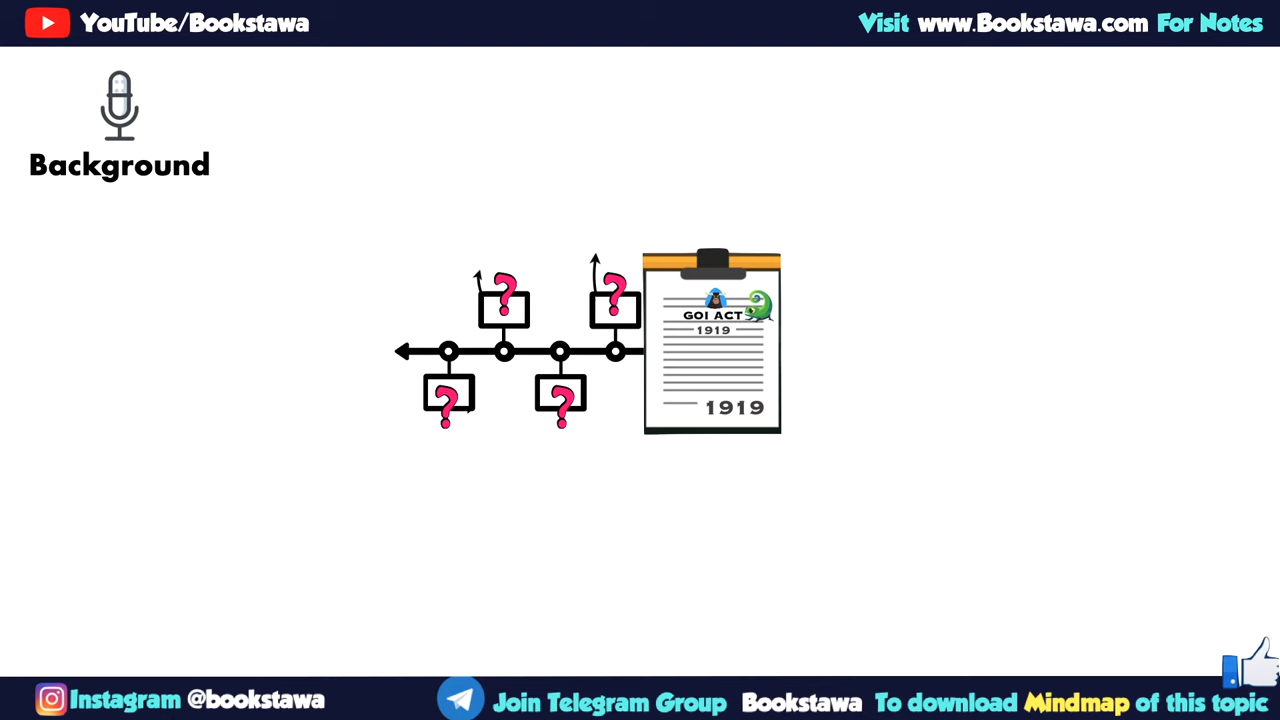 YouTube/Bookstawa
Visit www.Bookstawa.com For Notes
Background
? ?
GOI ACT
1919
? ?
1919
Instagram @bookstawa
Join Telegram Group Bookstawa To download Mindmap of this topic